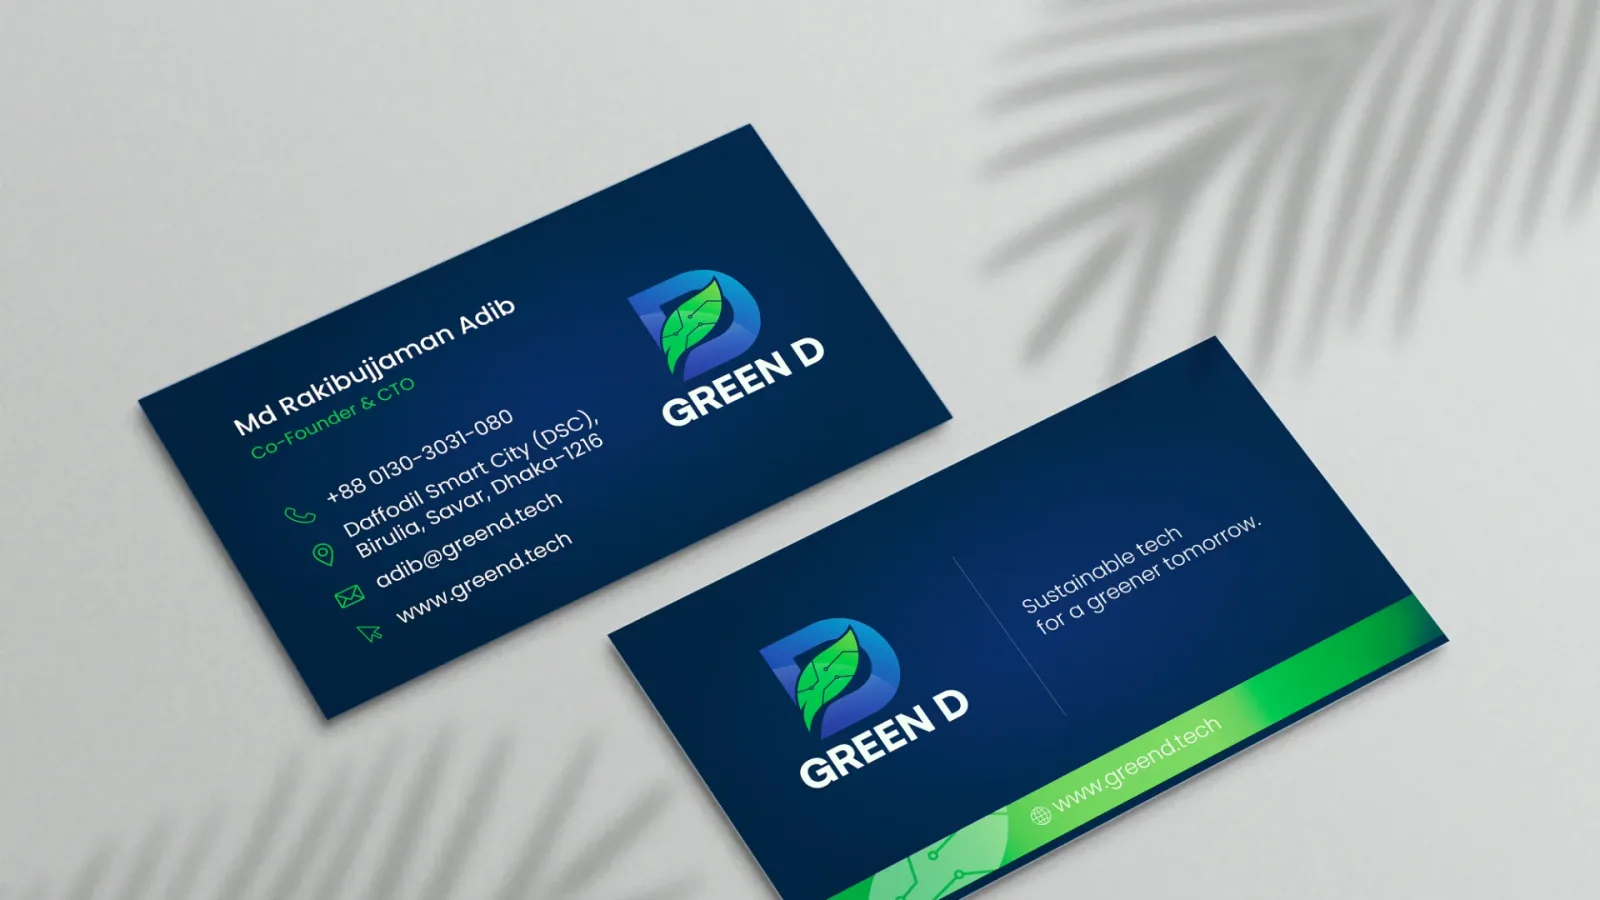 Md Rakibujjaman Adib
Co-Founder & CTO
+88 0130-3031-080
Daffodil Smart City (DSC),
Birulia, Savar, Dhaka-1216
adib@greend.tech
www.greend.tech
GREEN D
GREEN D
Sustainable tech
for a greener tomorrow.
www.greend.tech